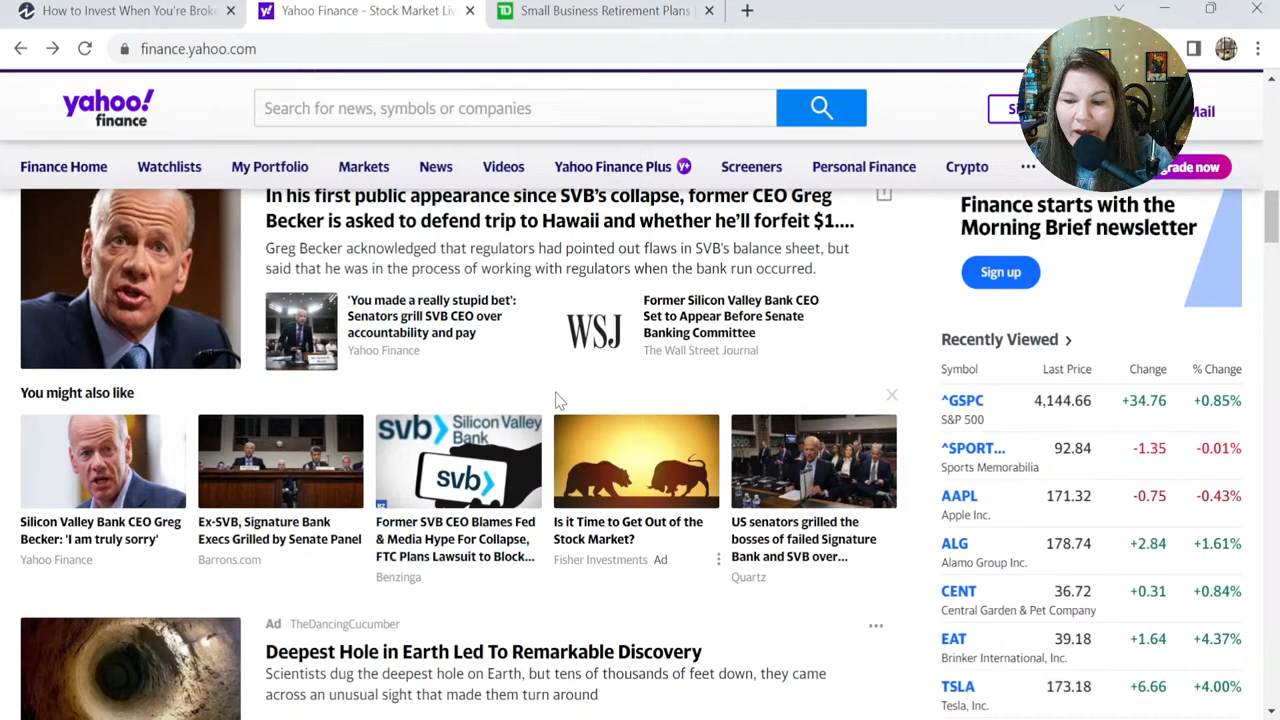 How to Invest When You're Broke
Yahoo Finance - Stock Market Liv
Small Business Retirement Plans |
finance.yahoo.com
yahoo!
finance
Search for news, symbols or companies
Mail
Finance Home
Watchlists
My Portfolio
Markets
News
Videos
Yahoo Finance Plus
Screeners
Personal Finance
Crypto
...
grade now
In his first public appearance since SVB's collapse, former CEO Greg
Becker is asked to defend trip to Hawaii and whether he'll forfeit $1....
Greg Becker acknowledged that regulators had pointed out flaws in SVB's balance sheet, but
said that he was in the process of working with regulators when the bank run occurred.
'You made a really stupid bet':
Senators grill SVB CEO over
accountability and pay
Yahoo Finance
WSJ
Former Silicon Valley Bank CEO
Set to Appear Before Senate
Banking Committee
The Wall Street Journal
You might also like
svb> Silicon Valley
Bank
svb>
Silicon Valley Bank CEO Greg
Becker: 'I am truly sorry'
Yahoo Finance
Ex-SVB, Signature Bank
Execs Grilled by Senate Panel
Barrons.com
Former SVB CEO Blames Fed
& Media Hype For Collapse,
FTC Plans Lawsuit to Block...
Benzinga
Is it Time to Get Out of the
Stock Market?
Fisher Investments Ad
US senators grilled the
bosses of failed Signature
Bank and SVB over...
Quartz
Ad TheDancingCucumber
Deepest Hole in Earth Led To Remarkable Discovery
Scientists dug the deepest hole on Earth, but tens of thousands of feet down, they came
across an unusual sight that made them turn around
Finance starts with the
Morning Brief newsletter
Sign up
Recently Viewed >
Symbol Last Price Change % Change
^GSPC 4,144.66 +34.76 +0.85%
S&P 500
^SPORT... 92.84 -1.35 -0.01%
Sports Memorabilia
AAPL 171.32 -0.75 -0.43%
Apple Inc.
ALG 178.74 +2.84 +1.61%
Alamo Group Inc.
CENT 36.72 +0.31 +0.84%
Central Garden & Pet Company
EAT 39.18 +1.64 +4.37%
Brinker International, Inc.
TSLA 173.18 +6.66 +4.00%
Tesla, Inc.